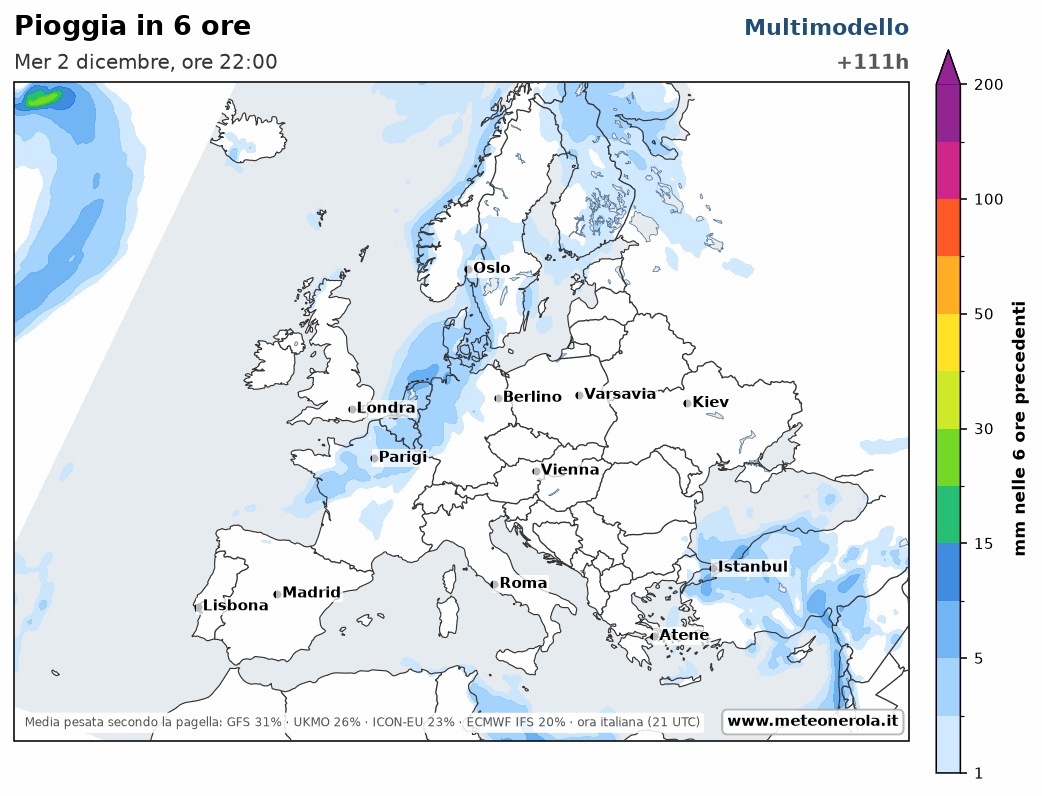 Pioggia in 6 ore
Multimodello
Mer 2 dicembre, ore 22:00
+111h
Oslo
Londra
Berlino
Varsavia
Kiev
Parigi
Vienna
Istanbul
Roma
Madrid
Lisbona
Atene
Media pesata secondo la pagella: GFS 31% · UKMO 26% · ICON-EU 23% · ECMWF IFS 20% · ora italiana (21 UTC)
www.meteonerola.it
200
100
50
30
15
5
1
mm nelle 6 ore precedenti